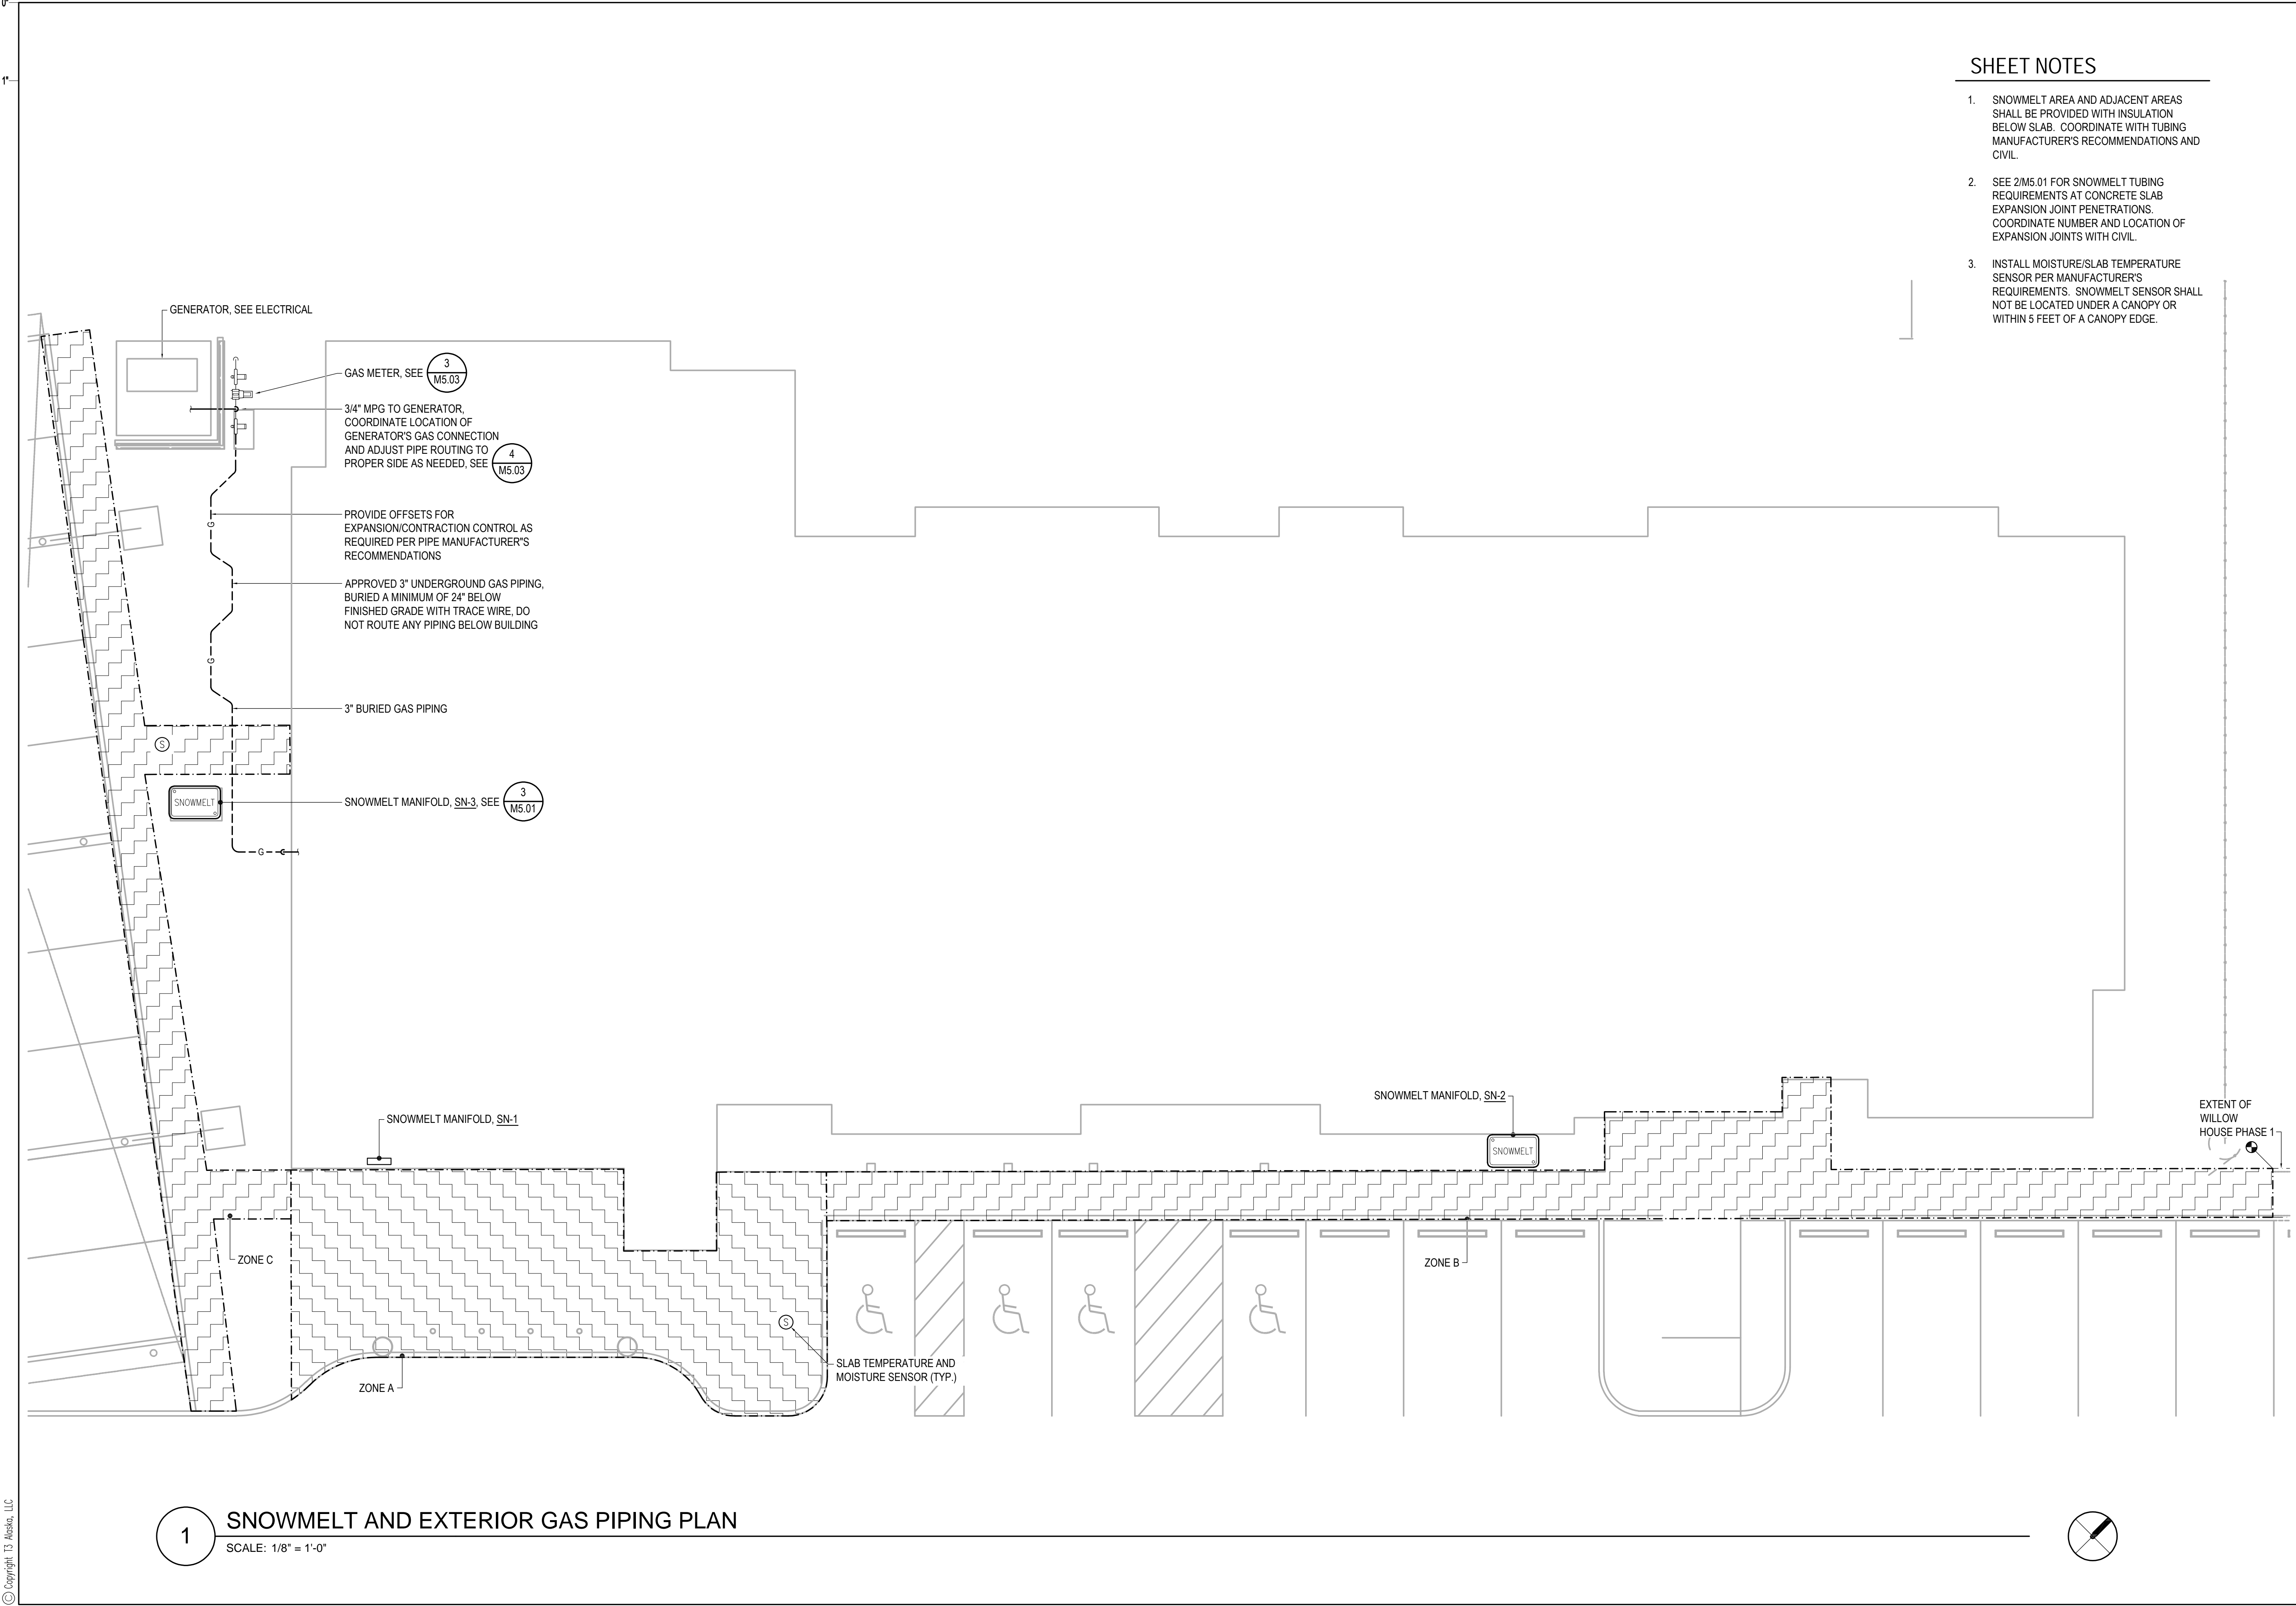 0"
1"
SHEET NOTES
1. SNOWMELT AREA AND ADJACENT AREAS
SHALL BE PROVIDED WITH INSULATION
BELOW SLAB. COORDINATE WITH TUBING
MANUFACTURER'S RECOMMENDATIONS AND
CIVIL.
2. SEE 2/M5.01 FOR SNOWMELT TUBING
REQUIREMENTS AT CONCRETE SLAB
EXPANSION JOINT PENETRATIONS.
COORDINATE NUMBER AND LOCATION OF
EXPANSION JOINTS WITH CIVIL.
3. INSTALL MOISTURE/SLAB TEMPERATURE
SENSOR PER MANUFACTURER'S
REQUIREMENTS. SNOWMELT SENSOR SHALL
NOT BE LOCATED UNDER A CANOPY OR
WITHIN 5 FEET OF A CANOPY EDGE.
GENERATOR, SEE ELECTRICAL
GAS METER, SEE
3
M5.03
3/4" MPG TO GENERATOR,
COORDINATE LOCATION OF
GENERATOR'S GAS CONNECTION
AND ADJUST PIPE ROUTING TO
PROPER SIDE AS NEEDED, SEE
4
M5.03
PROVIDE OFFSETS FOR
EXPANSION/CONTRACTION CONTROL AS
REQUIRED PER PIPE MANUFACTURER"S
RECOMMENDATIONS
G
APPROVED 3" UNDERGROUND GAS PIPING,
BURIED A MINIMUM OF 24" BELOW
FINISHED GRADE WITH TRACE WIRE, DO
NOT ROUTE ANY PIPING BELOW BUILDING
G
3" BURIED GAS PIPING
S
SNOWMELT
SNOWMELT MANIFOLD, SN-3, SEE
3
M5.01
G
SNOWMELT MANIFOLD, SN-1
SNOWMELT MANIFOLD, SN-2
SNOWMELT
EXTENT OF
WILLOW
HOUSE PHASE 1
ZONE C
ZONE B
S
SLAB TEMPERATURE AND
MOISTURE SENSOR (TYP.)
ZONE A
1
SNOWMELT AND EXTERIOR GAS PIPING PLAN
SCALE: 1/8" = 1'-0"
© Copyright T3 Alaska, LLC